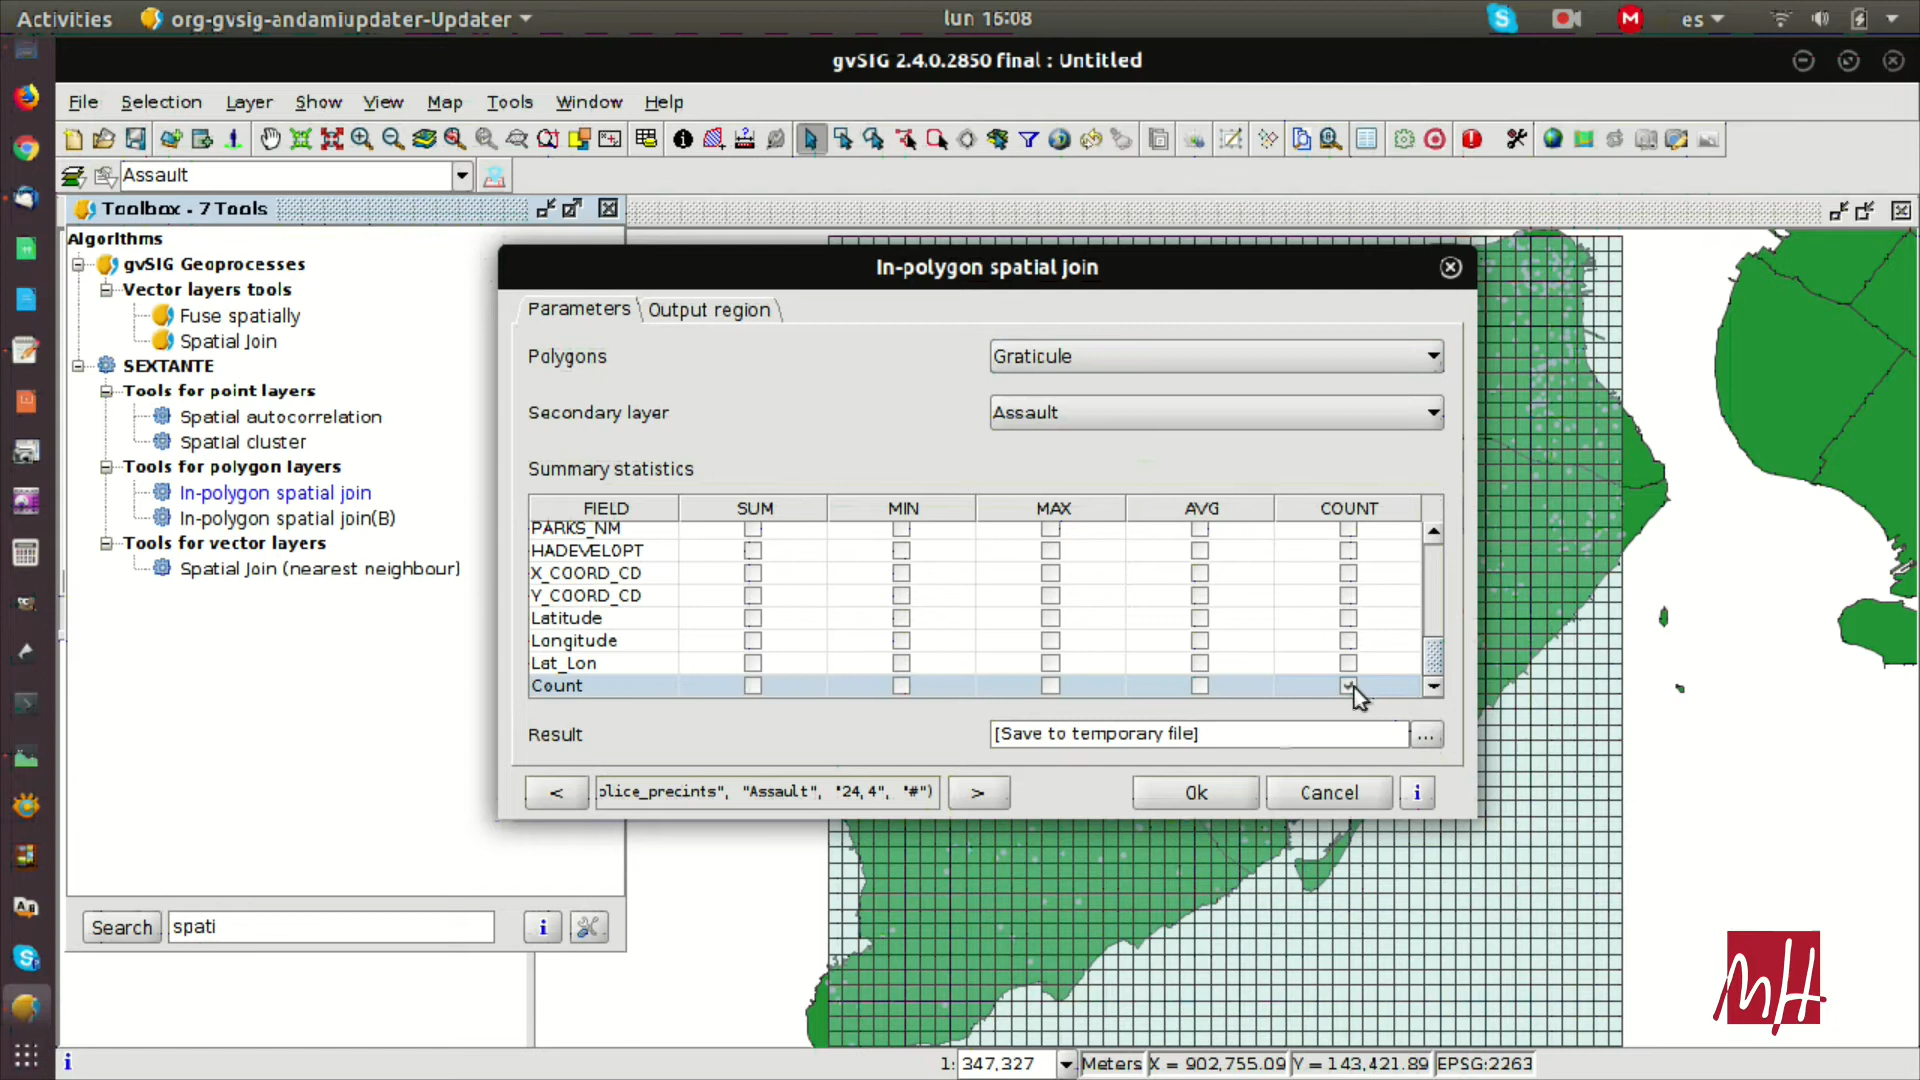 Activities
org-gvsig-andamiupdater-Updater
lun 16:08
es
gvSIG 2.4.0.2850 final : Untitled
File Selection Layer Show View Map Tools Window Help
Assault
Toolbox - 7 Tools
Algorithms
gvSIG Geoprocesses
Vector layers tools
Fuse spatially
Spatial Join
SEXTANTE
Tools for point layers
Spatial autocorrelation
Spatial cluster
Tools for polygon layers
In-polygon spatial join
In-polygon spatial join(B)
Tools for vector layers
Spatial Join (nearest neighbour)
Search spati
In-polygon spatial join
Parameters
Output region
Polygons
Graticule
Secondary layer
Assault
Summary statistics
FIELD SUM MIN MAX AVG COUNT
PARKS_NM
HADEVELOPT
X_COORD_CD
Y_COORD_CD
Latitude
Longitude
Lat_Lon
Count
Result
[Save to temporary file]
...
< olice_precints", "Assault", "24,4", "#") >
Ok
Cancel
i
MH
1: 347,327 Meters X = 902,755.09 Y = 143,421.89 EPSG:2263